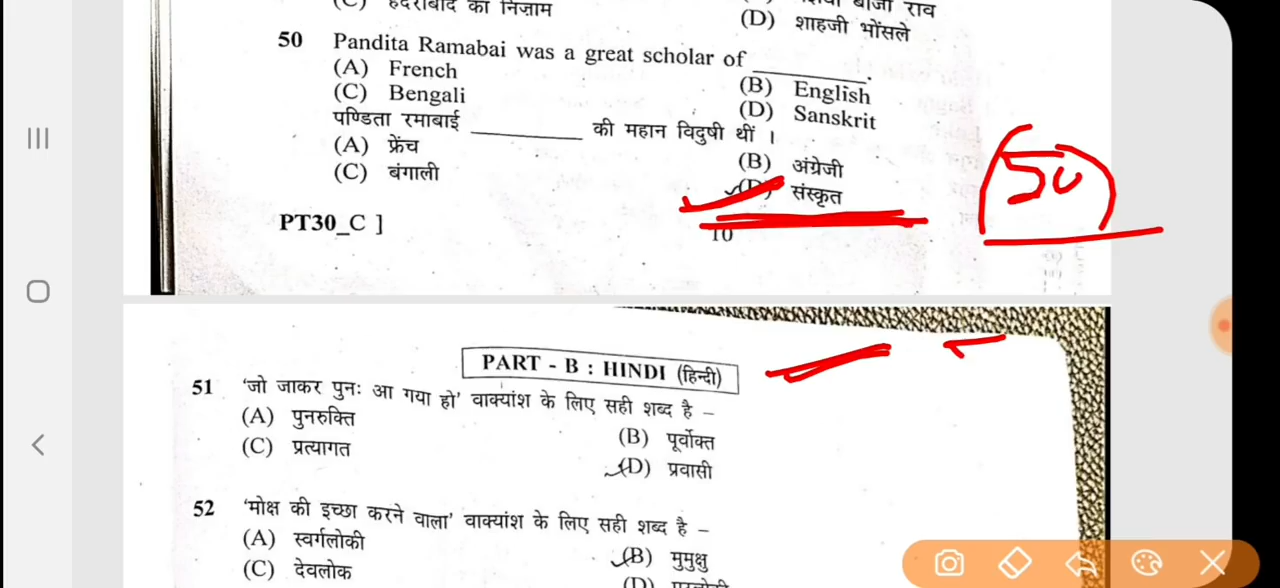 (C) हैदराबाद का निज़ाम
राव
(D) शाहजी भोंसले
50 Pandita Ramabai was a great scholar of ________.
(A) French
(B) English
(C) Bengali
(D) Sanskrit
पण्डिता रमाबाई ________ की महान विदुषी थीं ।
(A) फ्रेंच
(B) अंग्रेजी
(C) बंगाली
(D) संस्कृत
PT30_C ]
10
50
PART - B : HINDI (हिन्दी)
51 'जो जाकर पुनः आ गया हो' वाक्यांश के लिए सही शब्द है –
(A) पुनरुक्ति
(B) पूर्वोक्त
(C) प्रत्यागत
(D) प्रवासी
52 'मोक्ष की इच्छा करने वाला' वाक्यांश के लिए सही शब्द है –
(A) स्वर्गलोकी
(B) मुमुक्षु
(C) देवलोक
(D)